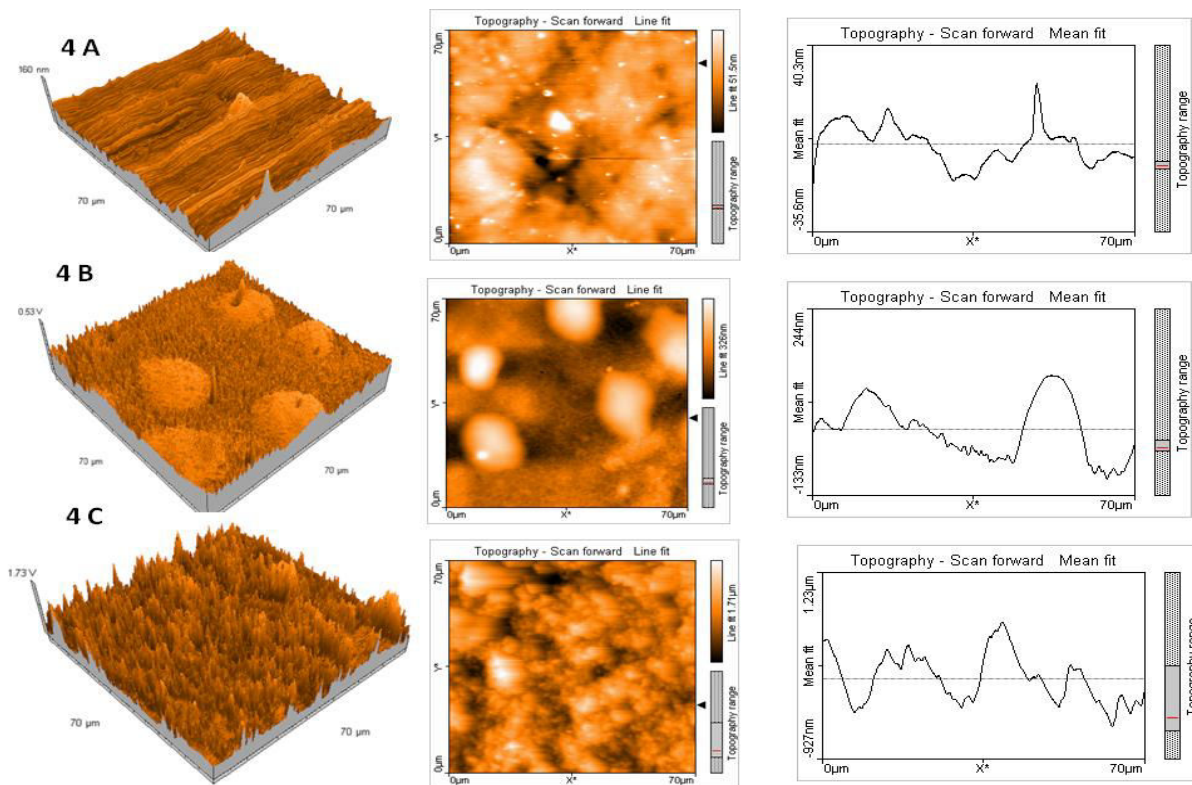 4 A
160 nm
70 µm
70 µm
Topography - Scan forward Line fit
70µm
Y*
0µm
0µm
X*
70µm
Line fit 51.5nm
Topography range
Topography - Scan forward Mean fit
40.3nm
Mean fit
-35.6nm
0µm
X*
70µm
Topography range
4 B
0.53 V
70 µm
70 µm
Topography - Scan forward Line fit
70µm
Y*
0µm
0µm
X*
70µm
Line fit 326nm
Topography range
Topography - Scan forward Mean fit
244nm
Mean fit
-133nm
0µm
X*
70µm
Topography range
4 C
1.73 V
70 µm
70 µm
Topography - Scan forward Line fit
70µm
Y*
0µm
0µm
X*
70µm
Line fit 1.71µm
Topography range
Topography - Scan forward Mean fit
1.23µm
Mean fit
-927nm
0µm
X*
70µm
Topography range